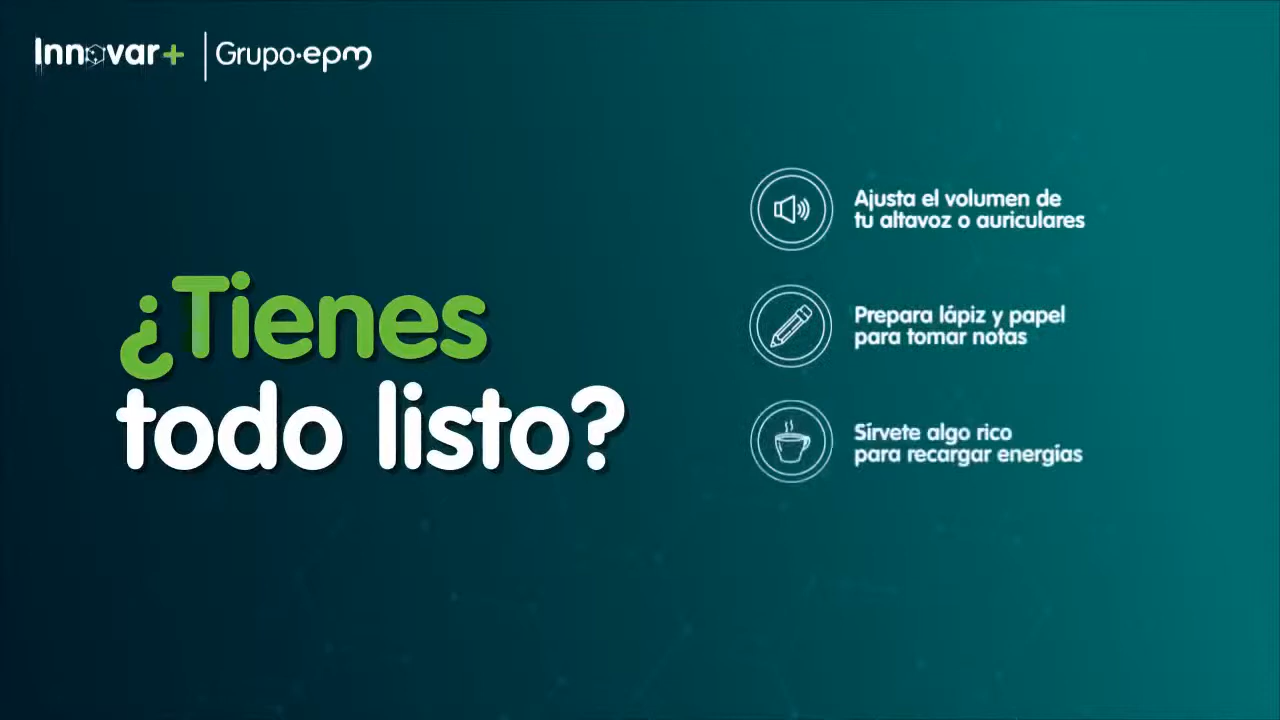 Innovar+ | Grupo·epm
¿Tienes
todo listo?
Ajusta el volumen de
tu altavoz o auriculares
Prepara lápiz y papel
para tomar notas
Sírvete algo rico
para recargar energías